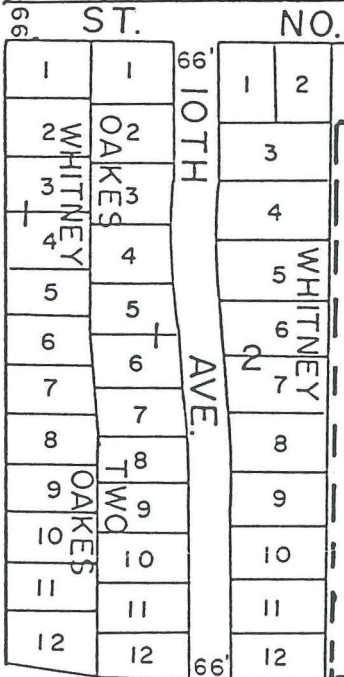 66' ST. NO.
1 1 66' 1 2
2 2 3
3 3 4
4 4 5
5 5 6
6 6 7
7 7 8
8 8 9
9 9 10
10 10 11
11 11 12
12 12 66'
WHITNEY
OAKES
10TH AVE.
WHITNEY
2
1
1
OAKES
TWO